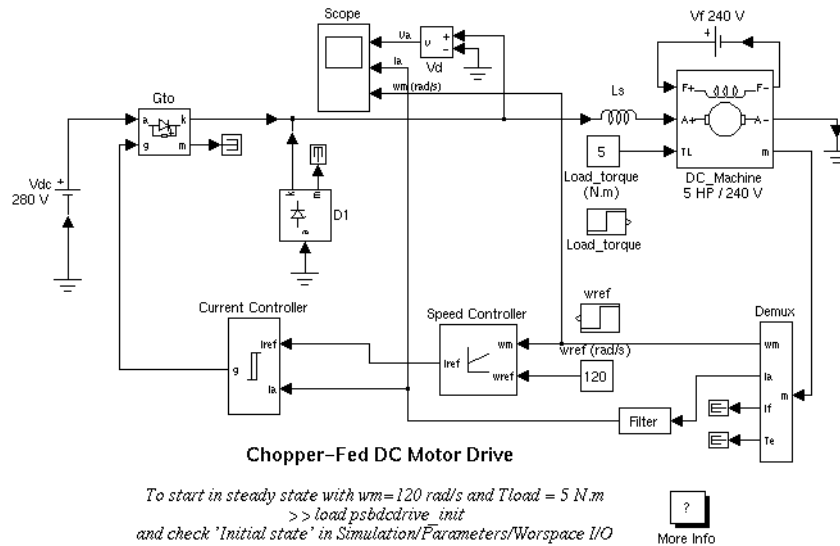 Scope
Vf 240 V
Va
Ia
wm (rad/s)
v
+
-
Vd
Ls
F+
F-
A+
A-
TL
m
DC_Machine
5 HP / 240 V
Gto
a
k
g
m
5
Load_torque
(N.m)
Load_torque
Vdc
+
280 V
k
m
a
D1
Current Controller
g
Iref
Ia
Speed Controller
Iref
wm
wref
wref
wref (rad/s)
120
Demux
wm
Ia
If
Te
m
Filter
Chopper-Fed DC Motor Drive
To start in steady state with wm=120 rad/s and Tload = 5 N.m
>> load psbdcdrive_init
and check 'Initial state' in Simulation/Parameters/Worspace I/O
?
More Info